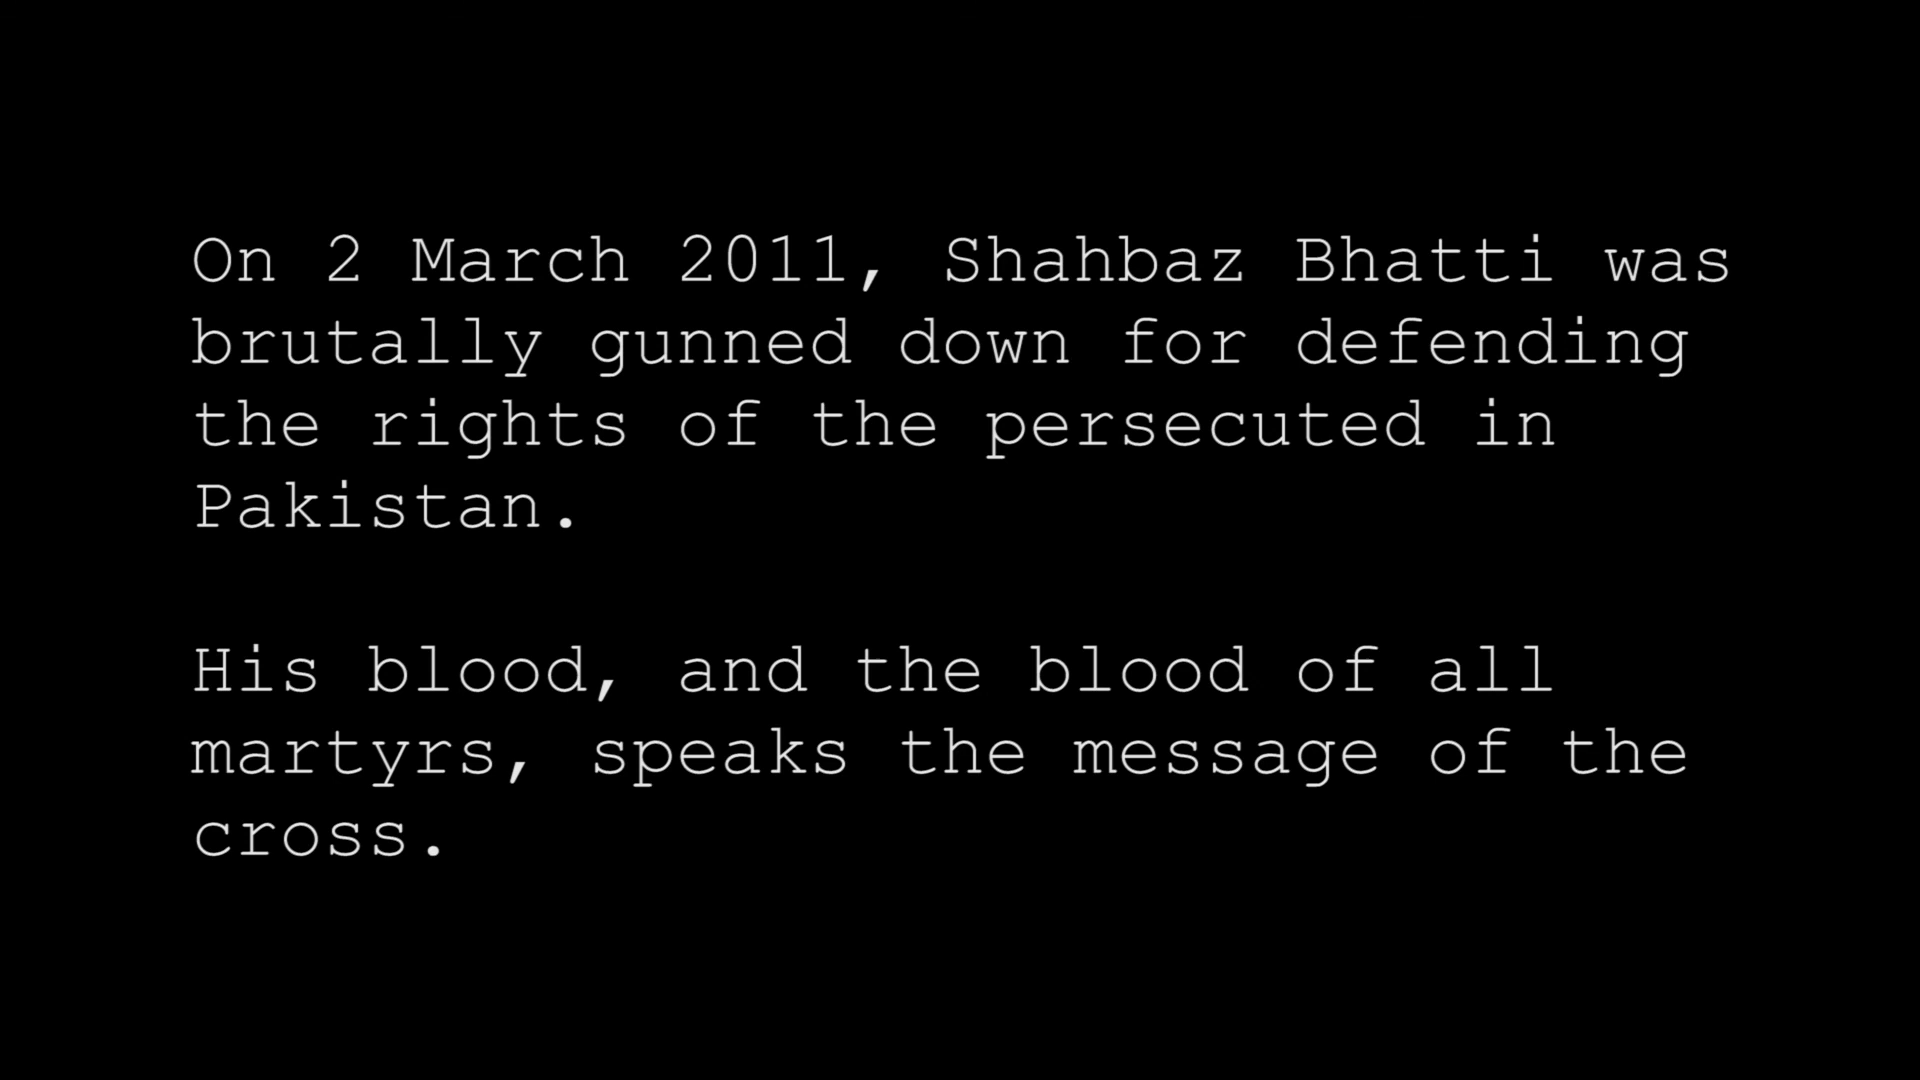 On 2 March 2011, Shahbaz Bhatti was
brutally gunned down for defending
the rights of the persecuted in
Pakistan.
His blood, and the blood of all
martyrs, speaks the message of the
cross.